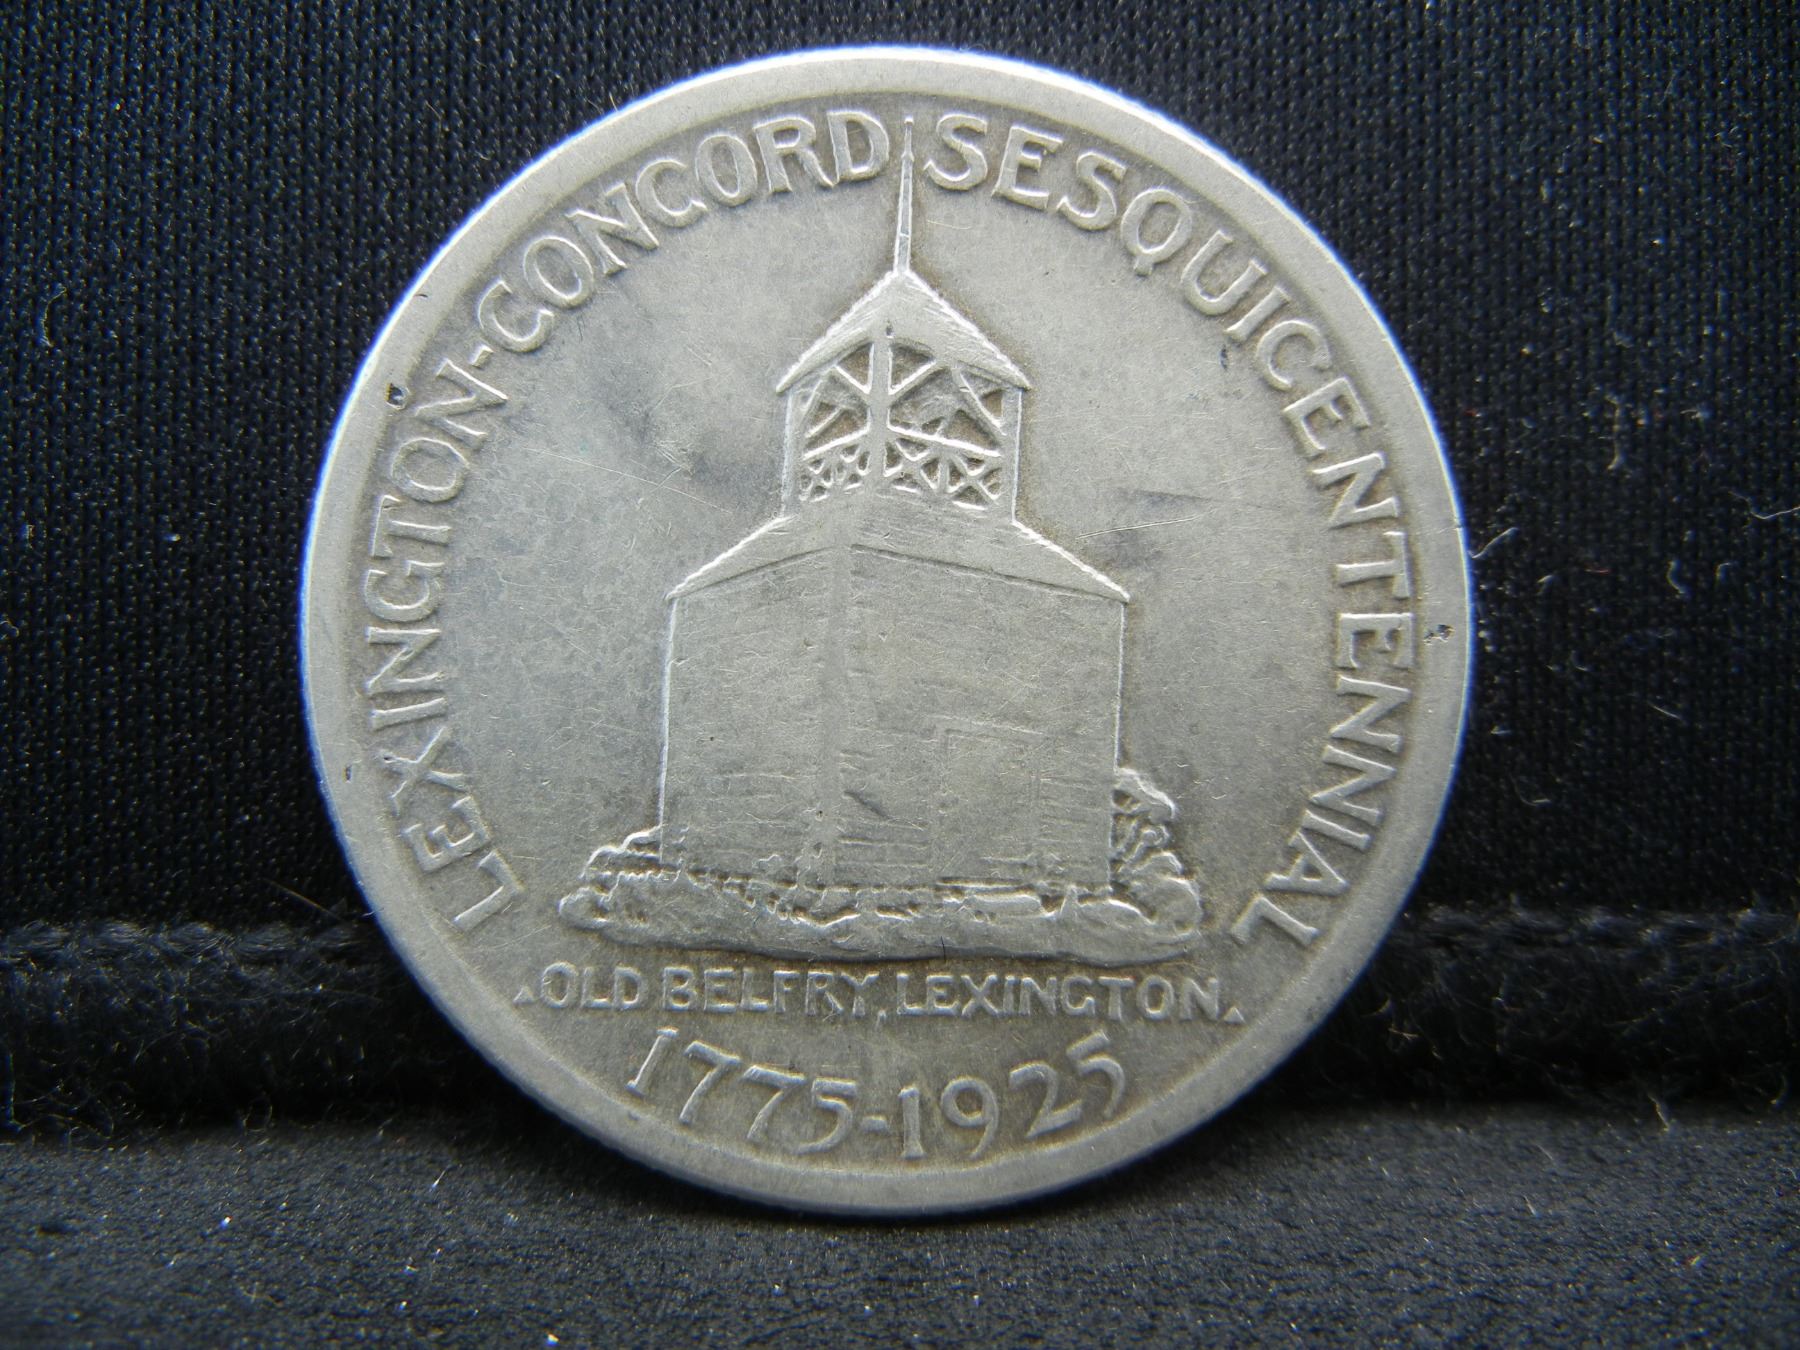 LEXINGTON-CONCORD SESQUICENTENNIAL
OLD BELFRY, LEXINGTON
1775-1925